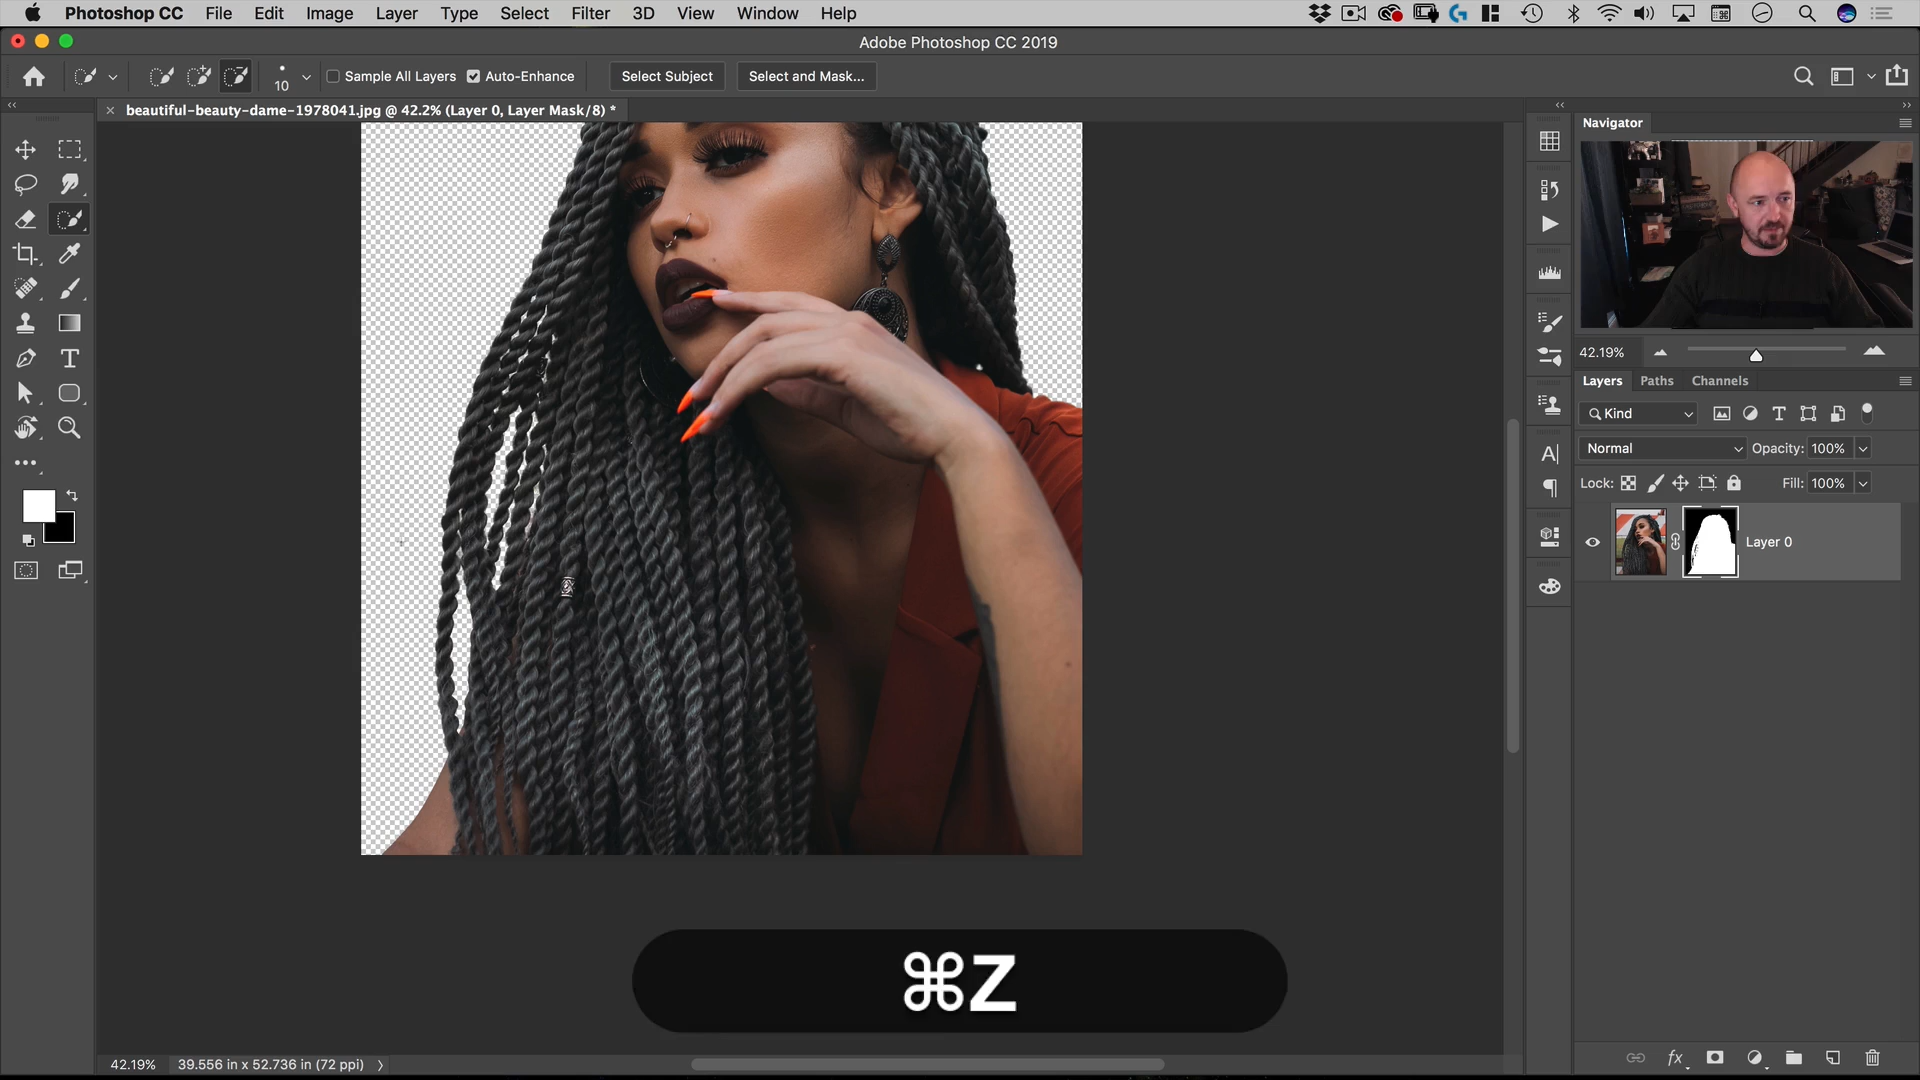 Photoshop CC File Edit Image Layer Type Select Filter 3D View Window Help
Adobe Photoshop CC 2019
10 Sample All Layers Auto-Enhance Select Subject Select and Mask...
beautiful-beauty-dame-1978041.jpg @ 42.2% (Layer 0, Layer Mask/8) *
Navigator
42.19%
Layers Paths Channels
Kind
Normal Opacity: 100%
Lock: Fill: 100%
Layer 0
⌘Z
42.19% 39.556 in x 52.736 in (72 ppi)
fx